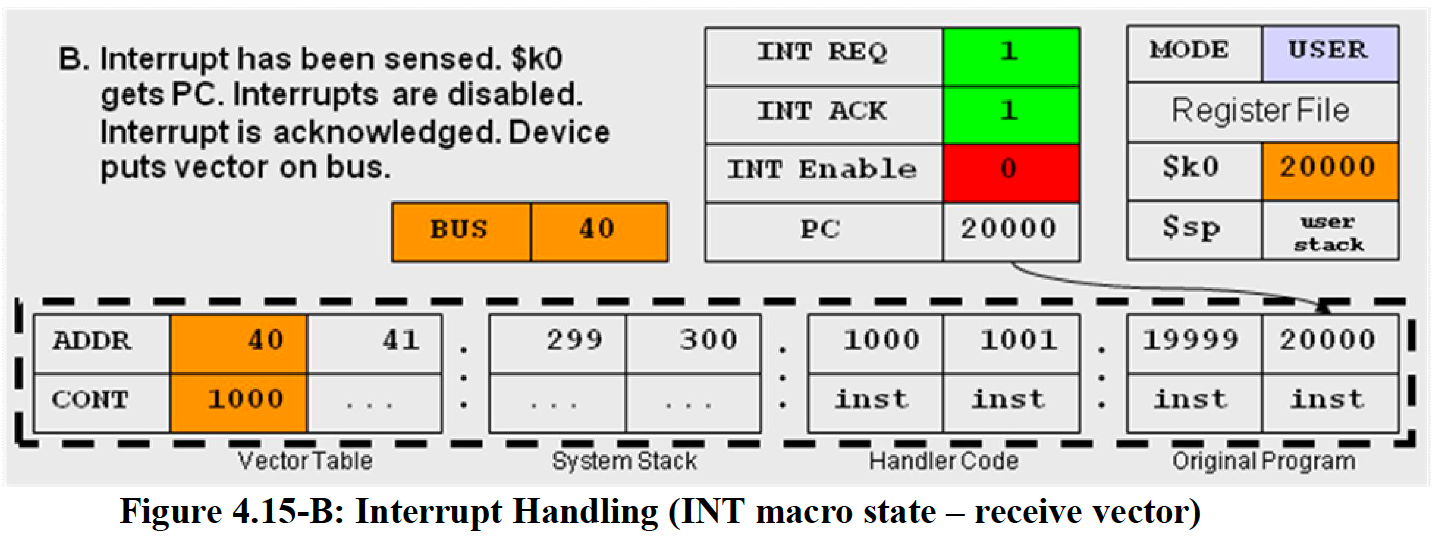 B. Interrupt has been sensed. $k0
gets PC. Interrupts are disabled.
Interrupt is acknowledged. Device
puts vector on bus.
BUS 40
INT REQ 1
INT ACK 1
INT Enable 0
PC 20000
MODE USER
Register File
$k0 20000
$sp user
stack
ADDR 40 41 . 299 300 . 1000 1001 . 19999 20000
CONT 1000 ... : ... ... : inst inst : inst inst
Vector Table System Stack Handler Code Original Program
Figure 4.15-B: Interrupt Handling (INT macro state – receive vector)